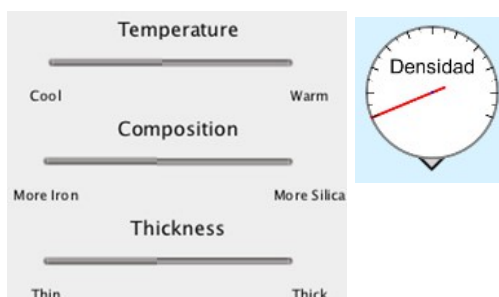 Temperature
Cool Warm
Composition
More Iron More Silica
Thickness
Thin Thick
Densidad